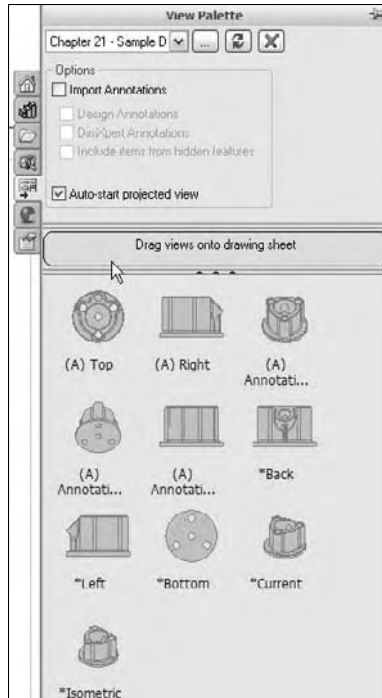 View Palette
Chapter 21 - Sample D
...
Options
Import Annotations
Design Annotations
DimXpert Annotations
Include items from hidden features
Auto-start projected view
Drag views onto drawing sheet
(A) Top
(A) Right
(A)
Annotati...
(A)
Annotati...
(A)
Annotati...
*Back
*Left
*Bottom
*Current
*Isometric